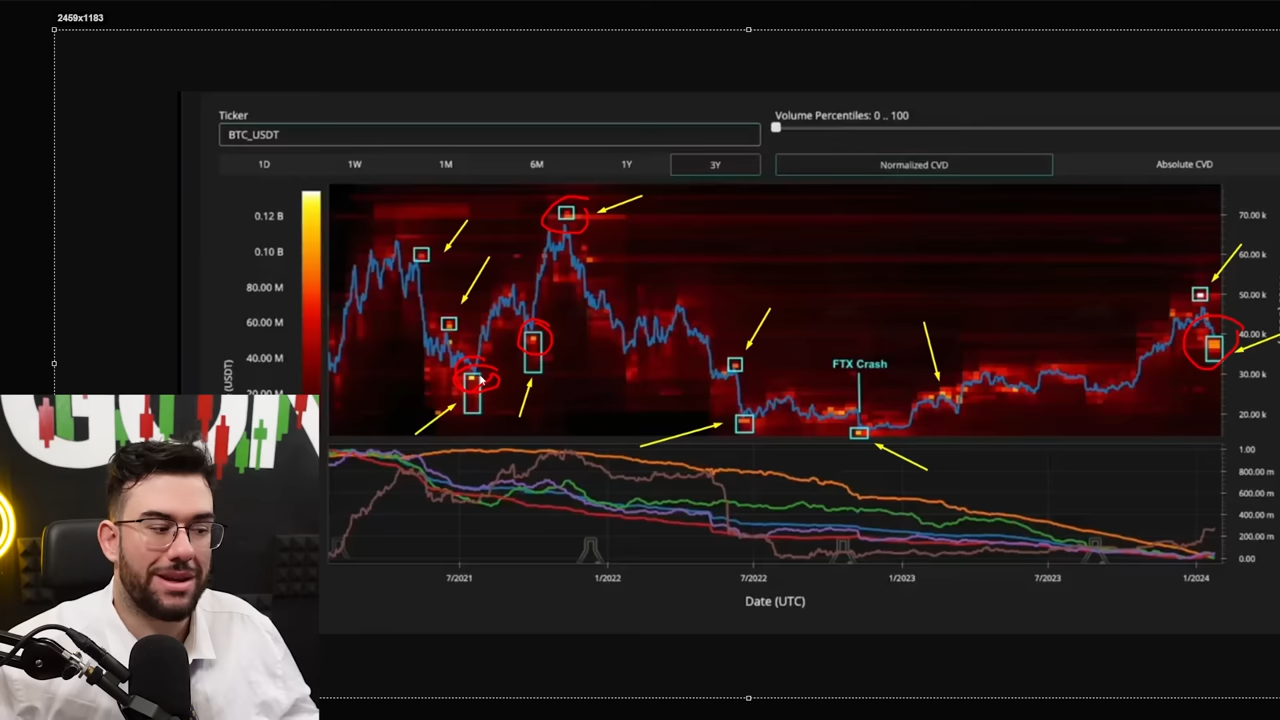 2459x1183
Ticker
Volume Percentiles: 0 .. 100
BTC_USDT
1D 1W 1M 6M 1Y 3Y Normalized CVD Absolute CVD
0.12 B
0.10 B
80.00 M
60.00 M
40.00 M
20.00 M
(USDT)
70.00 k
60.00 k
50.00 k
40.00 k
30.00 k
20.00 k
FTX Crash
1.00
800.00 m
600.00 m
400.00 m
200.00 m
0.00
7/2021 1/2022 7/2022 1/2023 7/2023 1/2024
Date (UTC)